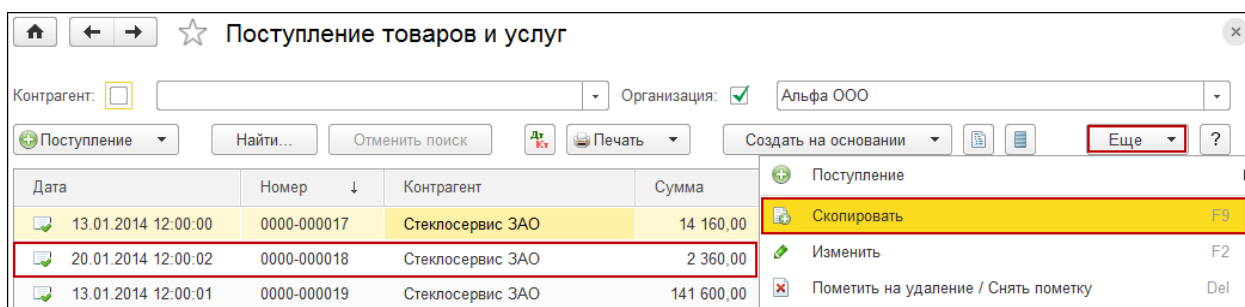 Поступление товаров и услуг
Контрагент: Организация: Альфа ООО
Поступление Найти... Отменить поиск Дт Кт Печать Создать на основании Еще ?
Дата Номер ↓ Контрагент Сумма
Поступление
13.01.2014 12:00:00 0000-000017 Стеклосервис ЗАО 14 160,00
Скопировать F9
20.01.2014 12:00:02 0000-000018 Стеклосервис ЗАО 2 360,00
Изменить F2
13.01.2014 12:00:01 0000-000019 Стеклосервис ЗАО 141 600,00
Пометить на удаление / Снять пометку Del